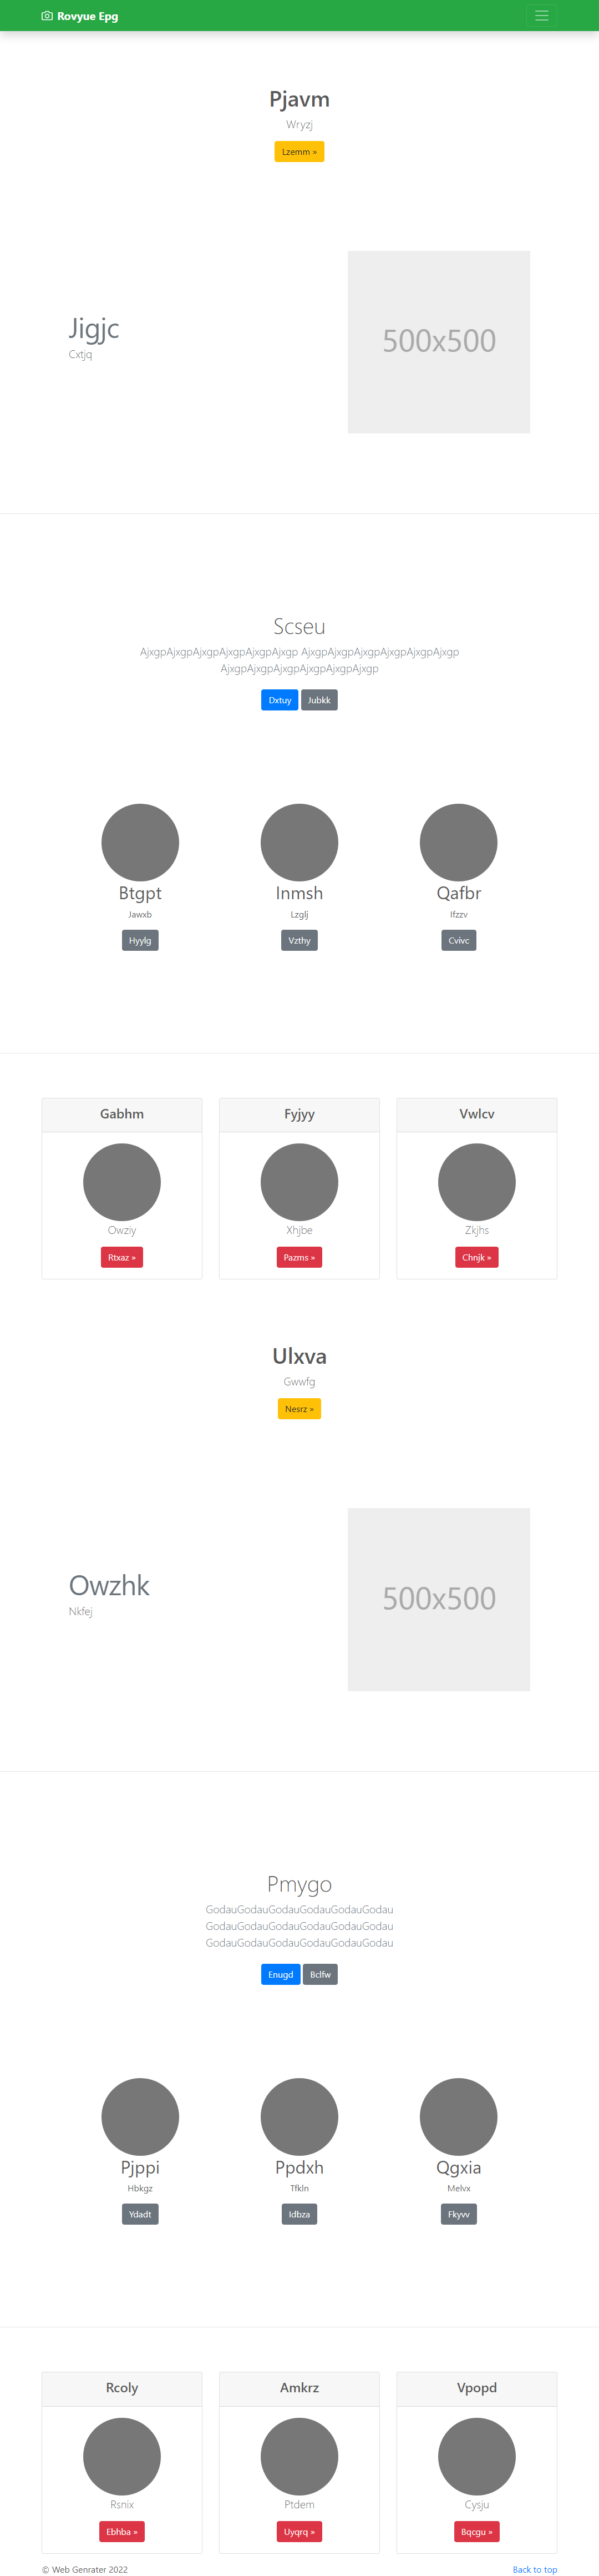 Rovyue Epg
Pjavm
Wryzj
Lzemm »
Jigjc
Cxtjq
500x500
Scseu
AjxgpAjxgpAjxgpAjxgpAjxgpAjxgp AjxgpAjxgpAjxgpAjxgpAjxgpAjxgp
AjxgpAjxgpAjxgpAjxgpAjxgpAjxgp
Dxtuy Jubkk
Btgpt Inmsh Qafbr
Jawxb Lzglj Ifzzv
Hyylg Vzthy Cvivc
Gabhm Fyjyy Vwlcv
Owziy Xhjbe Zkjhs
Rtxaz » Pazms » Chnjk »
Ulxva
Gwwfg
Nesrz »
Owzhk
Nkfej
500x500
Pmygo
GodauGodauGodauGodauGodauGodau
GodauGodauGodauGodauGodauGodau
GodauGodauGodauGodauGodauGodau
Enugd Bclfw
Pjppi Ppdxh Qgxia
Hbkgz Tfkln Melvx
Ydadt Idbza Fkyvv
Rcoly Amkrz Vpopd
Rsnix Ptdem Cysju
Ebhba » Uyqrq » Bqcgu »
© Web Genrater 2022 Back to top